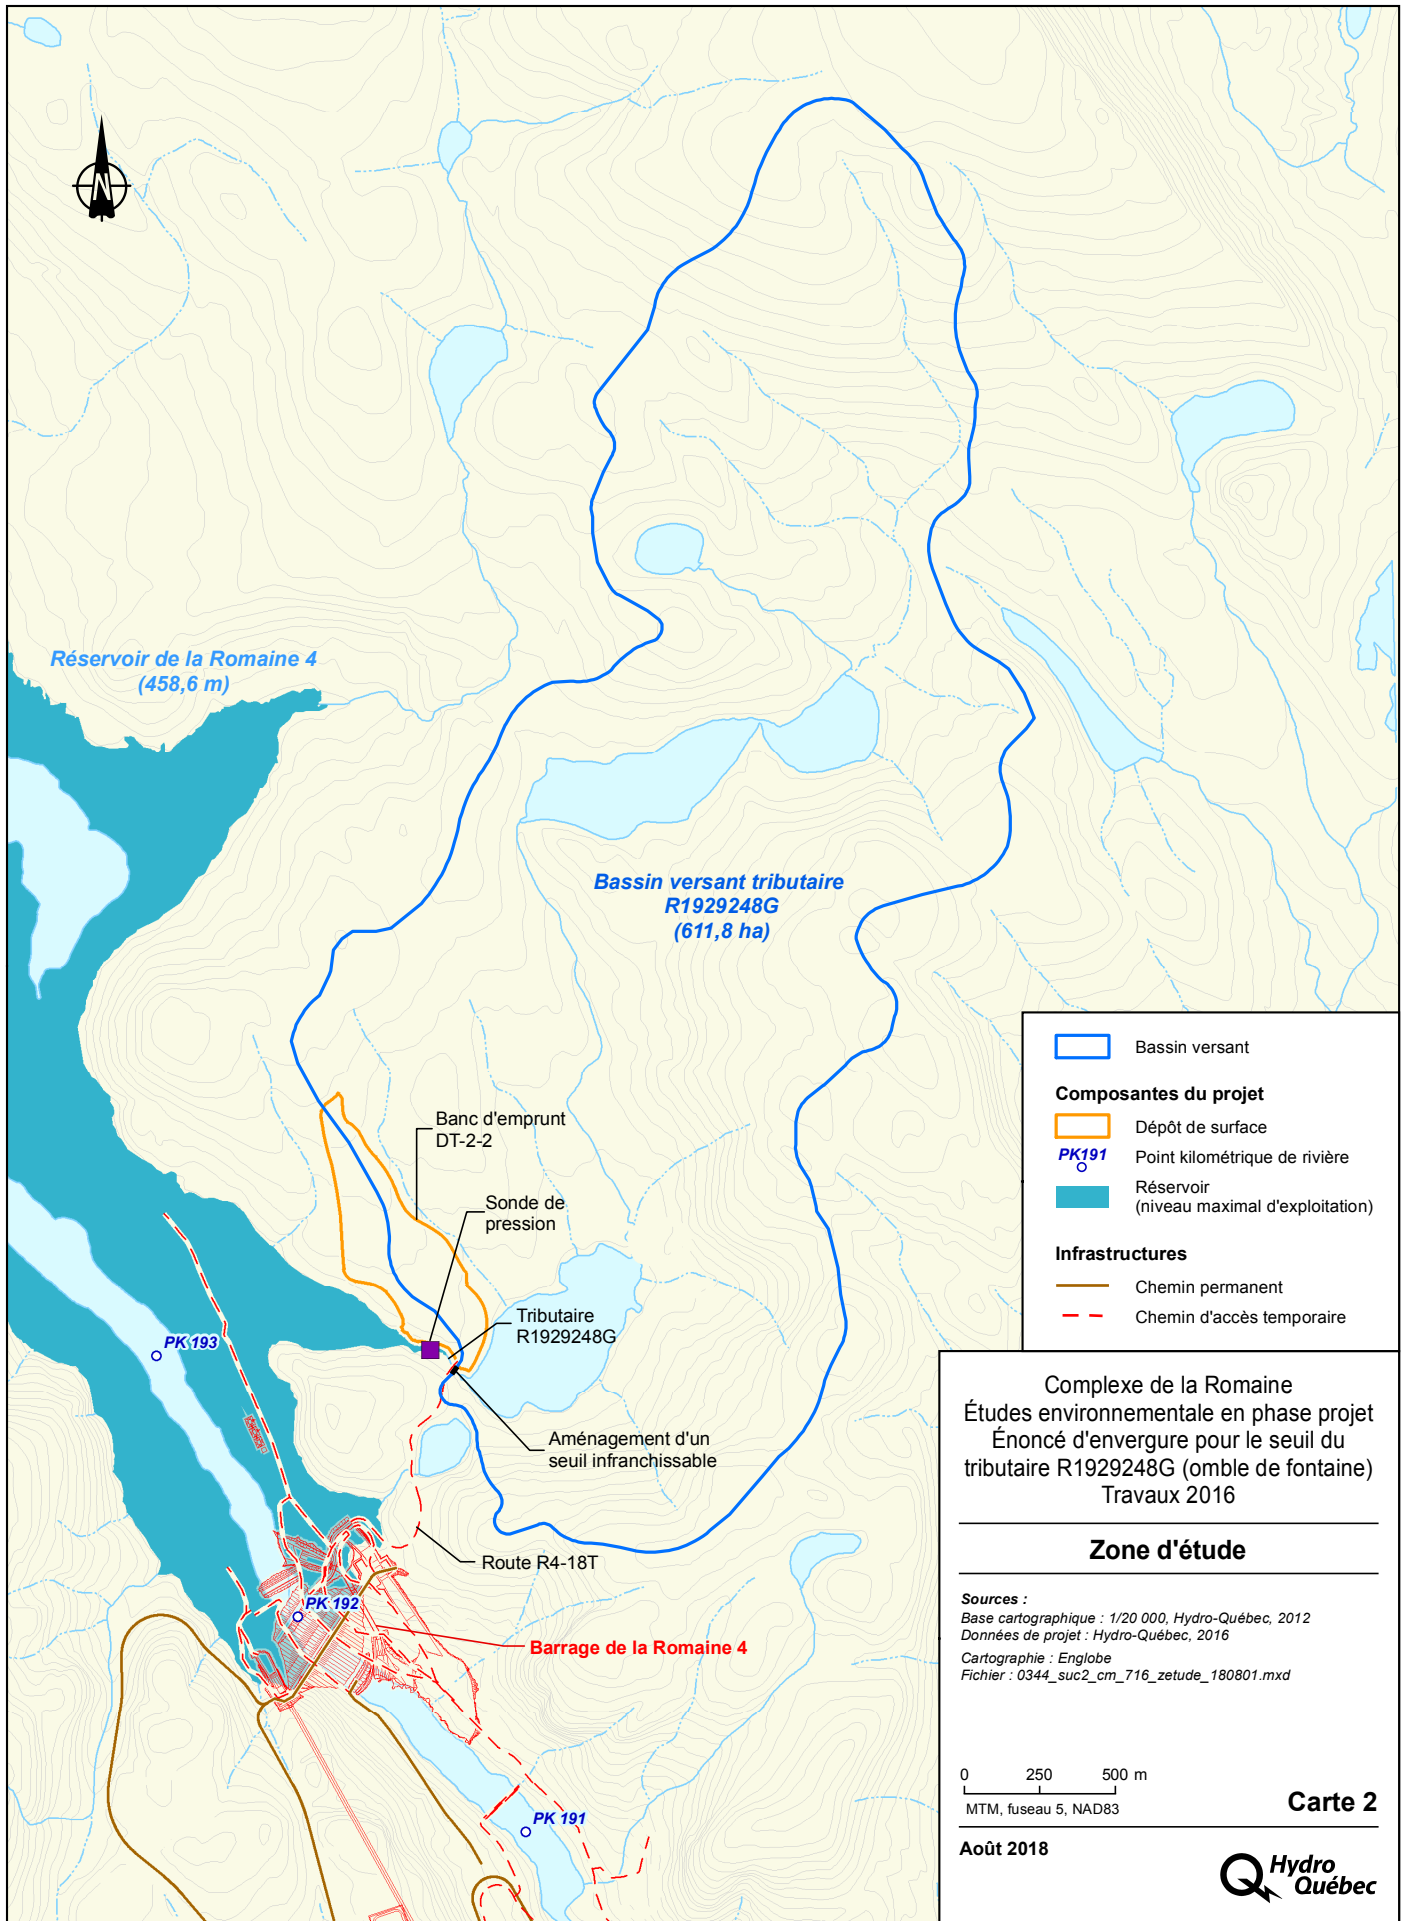 N
Réservoir de la Romaine 4
(458,6 m)
Bassin versant tributaire
R1929248G
(611,8 ha)
Banc d'emprunt
DT-2-2
Sonde de
pression
Tributaire
R1929248G
PK 193
Aménagement d'un
seuil infranchissable
Route R4-18T
PK 192
Barrage de la Romaine 4
PK 191
Bassin versant
Composantes du projet
Dépôt de surface
PK191
Point kilométrique de rivière
Réservoir
(niveau maximal d'exploitation)
Infrastructures
Chemin permanent
Chemin d'accès temporaire
Complexe de la Romaine
Études environnementale en phase projet
Énoncé d'envergure pour le seuil du
tributaire R1929248G (omble de fontaine)
Travaux 2016
Zone d'étude
Sources :
Base cartographique : 1/20 000, Hydro-Québec, 2012
Données de projet : Hydro-Québec, 2016
Cartographie : Englobe
Fichier : 0344_suc2_cm_716_zetude_180801.mxd
0 250 500 m
MTM, fuseau 5, NAD83
Carte 2
Août 2018
Hydro
Québec